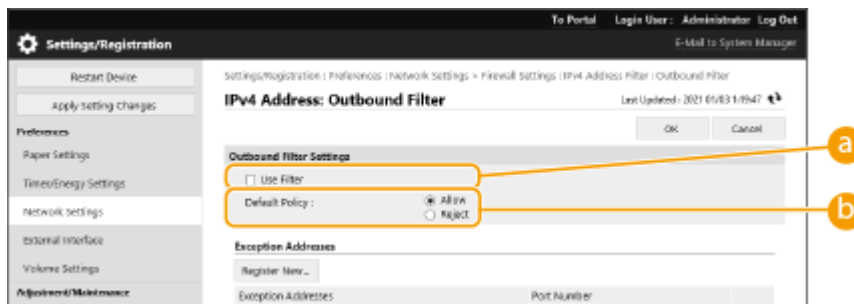 To Portal Login User : Administrator Log Out
Settings/Registration
E-Mail to System Manager
Restart Device
Settings/Registration : Preferences : Network Settings > Firewall Settings : IPv4 Address Filter : Outbound Filter
Apply Setting Changes
IPv4 Address: Outbound Filter
Last Updated : 2021 01/03 1:19:47
Preferences
OK Cancel
Paper Settings
Outbound Filter Settings
a
Use Filter
Timer/Energy Settings
Default Policy :
Allow
Network Settings
Reject
b
External Interface
Exception Addresses
Volume Settings
Register New...
Adjustment/Maintenance
Exception Addresses Port Number